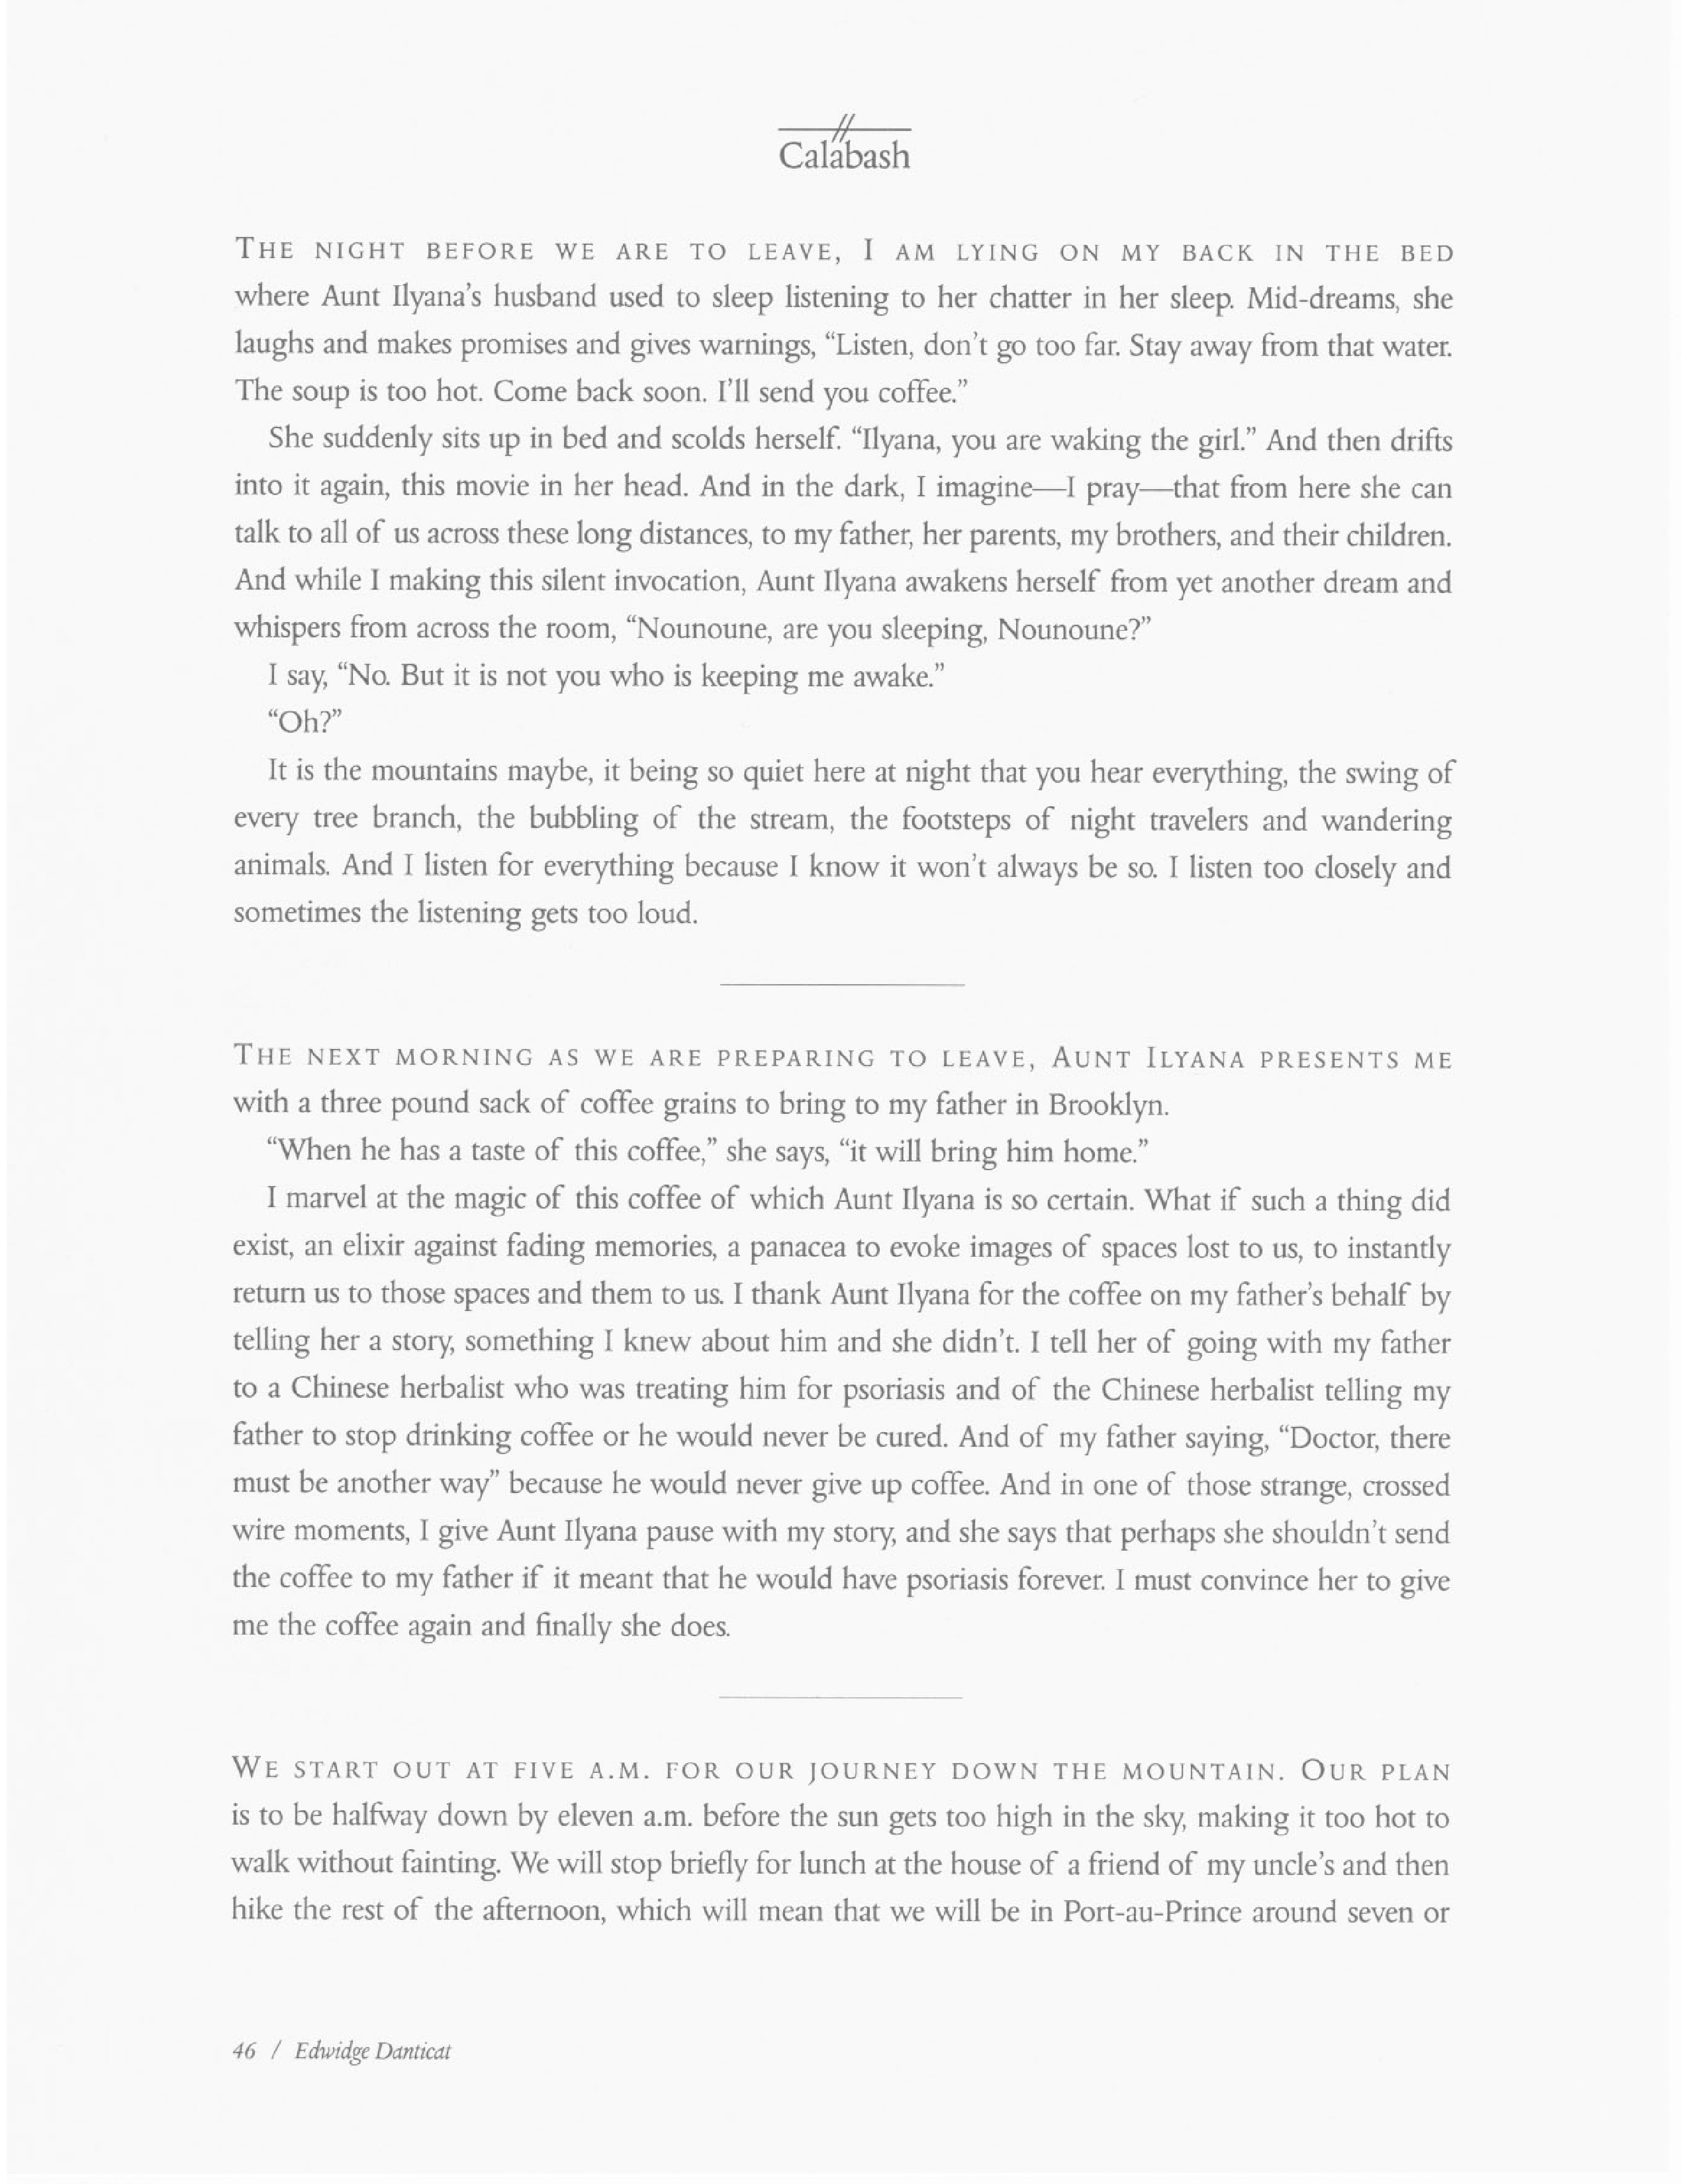 Calabash
THE NIGHT BEFORE WE ARE TO LEAVE, I AM LYING ON MY BACK IN THE BED
where Aunt Ilyana's husband used to sleep listening to her chatter in her sleep. Mid-dreams, she
laughs and makes promises and gives warnings, “Listen, don't go too far. Stay away from that water.
The soup is too hot. Come back soon. I'll send you coffee.”
She suddenly sits up in bed and scolds herself. “Ilyana, you are waking the girl.” And then drifts
into it again, this movie in her head. And in the dark, I imagine—I pray—that from here she can
talk to all of us across these long distances, to my father, her parents, my brothers, and their children.
And while I making this silent invocation, Aunt Ilyana awakens herself from yet another dream and
whispers from across the room, “Nounoune, are you sleeping, Nounoune?”
I say, “No. But it is not you who is keeping me awake.”
“Oh?”
It is the mountains maybe, it being so quiet here at night that you hear everything, the swing of
every tree branch, the bubbling of the stream, the footsteps of night travelers and wandering
animals. And I listen for everything because I know it won't always be so. I listen too closely and
sometimes the listening gets too loud.
THE NEXT MORNING AS WE ARE PREPARING TO LEAVE, AUNT ILYANA PRESENTS ME
with a three pound sack of coffee grains to bring to my father in Brooklyn.
“When he has a taste of this coffee,” she says, “it will bring him home.”
I marvel at the magic of this coffee of which Aunt Ilyana is so certain. What if such a thing did
exist, an elixir against fading memories, a panacea to evoke images of spaces lost to us, to instantly
return us to those spaces and them to us. I thank Aunt Ilyana for the coffee on my father's behalf by
telling her a story, something I knew about him and she didn't. I tell her of going with my father
to a Chinese herbalist who was treating him for psoriasis and of the Chinese herbalist telling my
father to stop drinking coffee or he would never be cured. And of my father saying, “Doctor, there
must be another way” because he would never give up coffee. And in one of those strange, crossed
wire moments, I give Aunt Ilyana pause with my story, and she says that perhaps she shouldn't send
the coffee to my father if it meant that he would have psoriasis forever. I must convince her to give
me the coffee again and finally she does.
WE START OUT AT FIVE A.M. FOR OUR JOURNEY DOWN THE MOUNTAIN. OUR PLAN
is to be halfway down by eleven a.m. before the sun gets too high in the sky, making it too hot to
walk without fainting. We will stop briefly for lunch at the house of a friend of my uncle's and then
hike the rest of the afternoon, which will mean that we will be in Port-au-Prince around seven or
46 / Edwidge Danticat